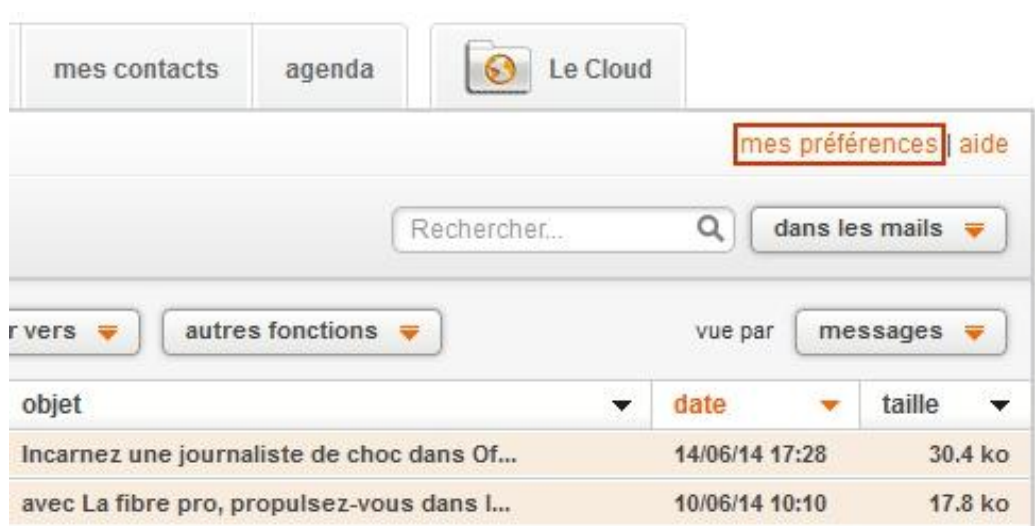 mes contacts agenda Le Cloud
mes préférences | aide
Rechercher... dans les mails
r vers autres fonctions vue par messages
objet date taille
Incarnez une journaliste de choc dans Of... 14/06/14 17:28 30.4 ko
avec La fibre pro, propulsez-vous dans l... 10/06/14 10:10 17.8 ko